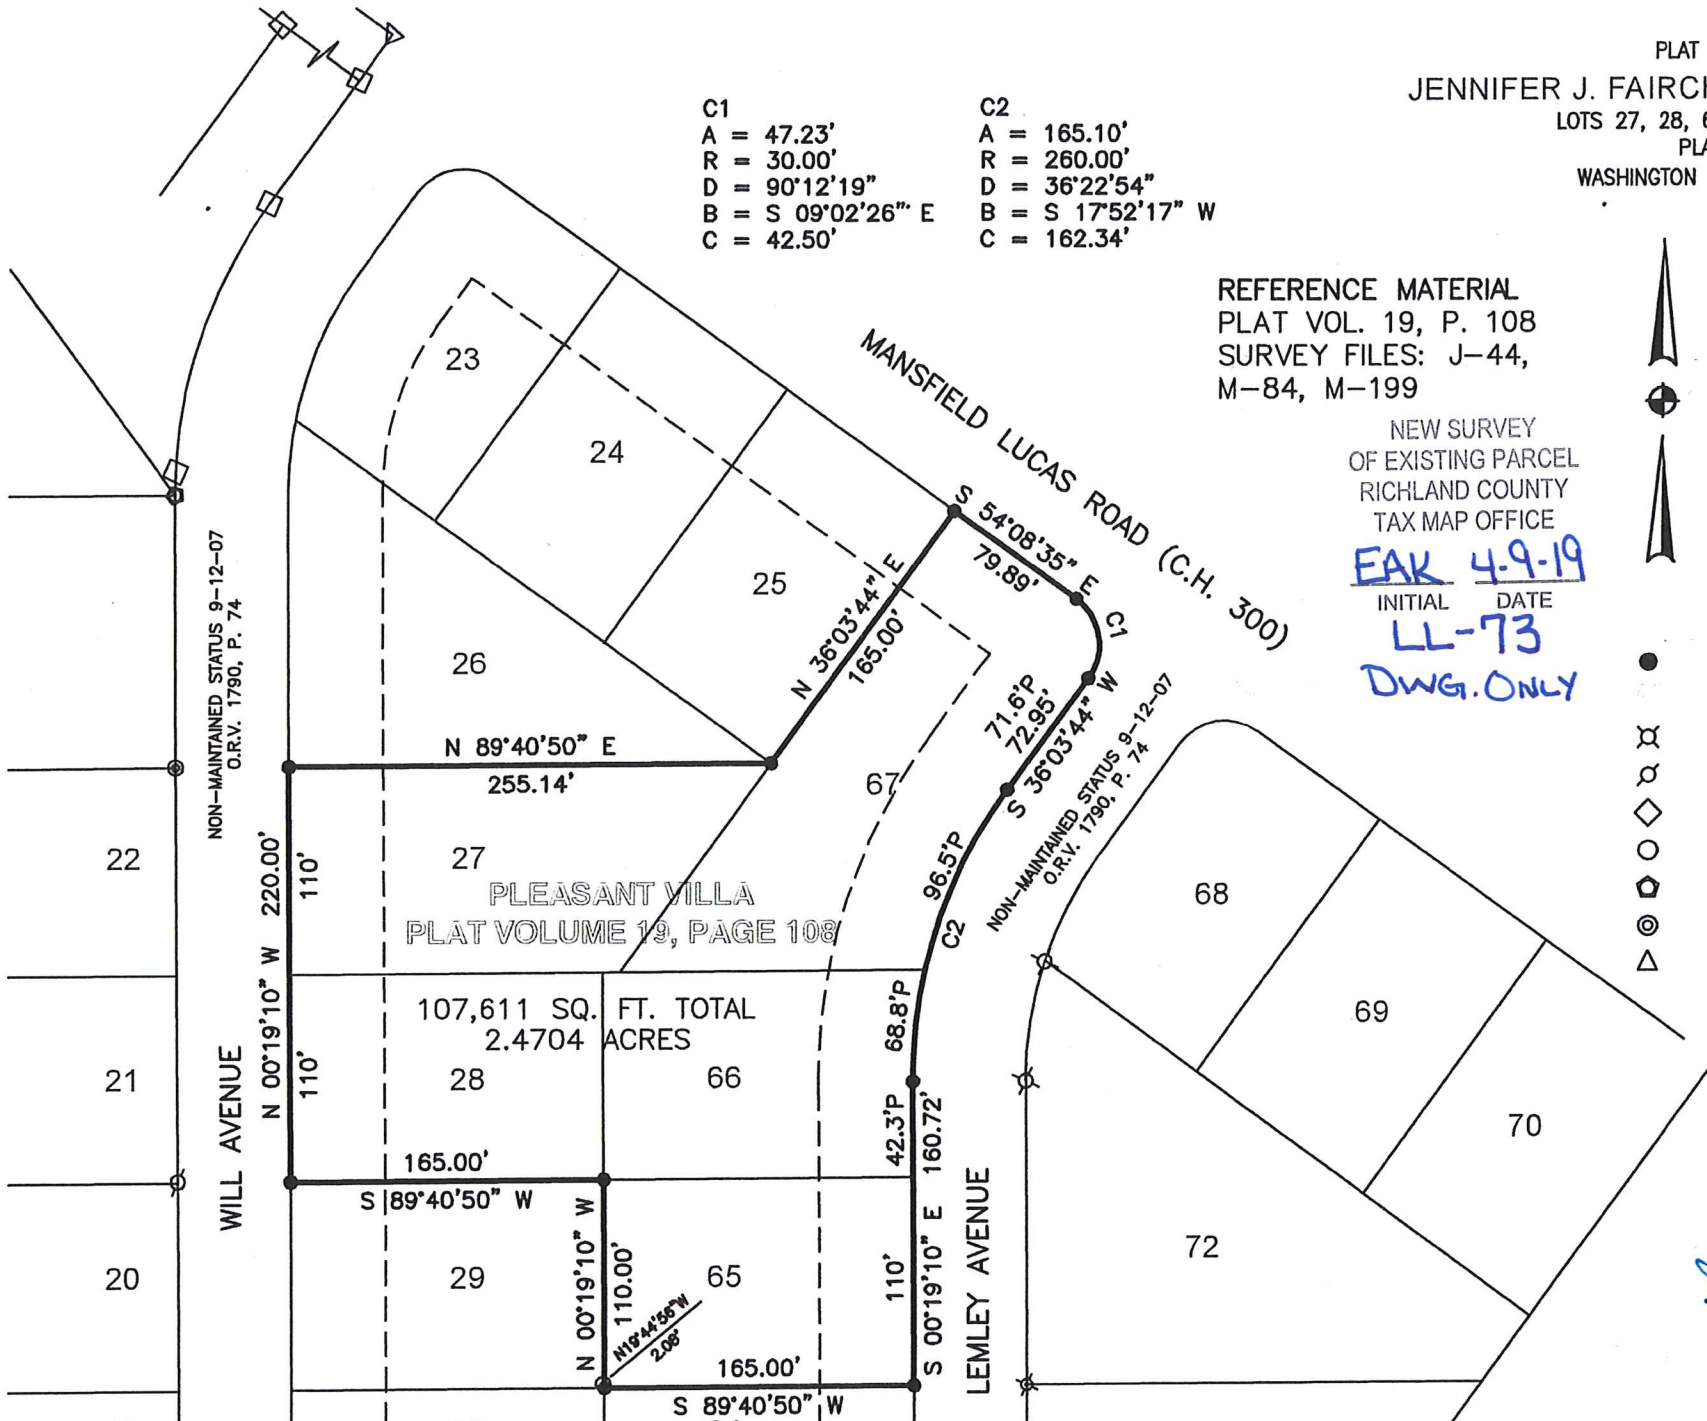 PLAT
JENNIFER J. FAIRCH
LOTS 27, 28, 6
PLA
WASHINGTON
C1
A = 47.23'
R = 30.00'
D = 90°12'19"
B = S 09°02'26" E
C = 42.50'
C2
A = 165.10'
R = 260.00'
D = 36°22'54"
B = S 17°52'17" W
C = 162.34'
REFERENCE MATERIAL
PLAT VOL. 19, P. 108
SURVEY FILES: J-44,
M-84, M-199
NEW SURVEY
OF EXISTING PARCEL
RICHLAND COUNTY
TAX MAP OFFICE
EAK 4-9-19
INITIAL DATE
LL-73
DWG. ONLY
MANSFIELD LUCAS ROAD (C.H. 300)
23
24
25
26
S 54°08'35" E
79.89'
C1
N 36°03'44" E
165.00'
71.6'P
72.95'
S 36°03'44" W
NON-MAINTAINED STATUS 9-12-07
O.R.V. 1790, P. 74
NON-MAINTAINED STATUS 9-12-07
O.R.V. 1790, P. 74
N 89°40'50" E
255.14'
67
22
27
68
N 00°19'10" W 220.00'
110'
110'
PLEASANT VILLA
PLAT VOLUME 19, PAGE 108
96.5'P
C2
68.8'P
107,611 SQ. FT. TOTAL
2.4704 ACRES
69
21
28
66
70
WILL AVENUE
42.3'P
160.72'
165.00'
S 89°40'50" W
20
29
65
72
N 00°19'10" W
110.00'
N19°44'56"W
2.08'
110'
S 00°19'10" E
LEMLEY AVENUE
165.00'
S 89°40'50" W